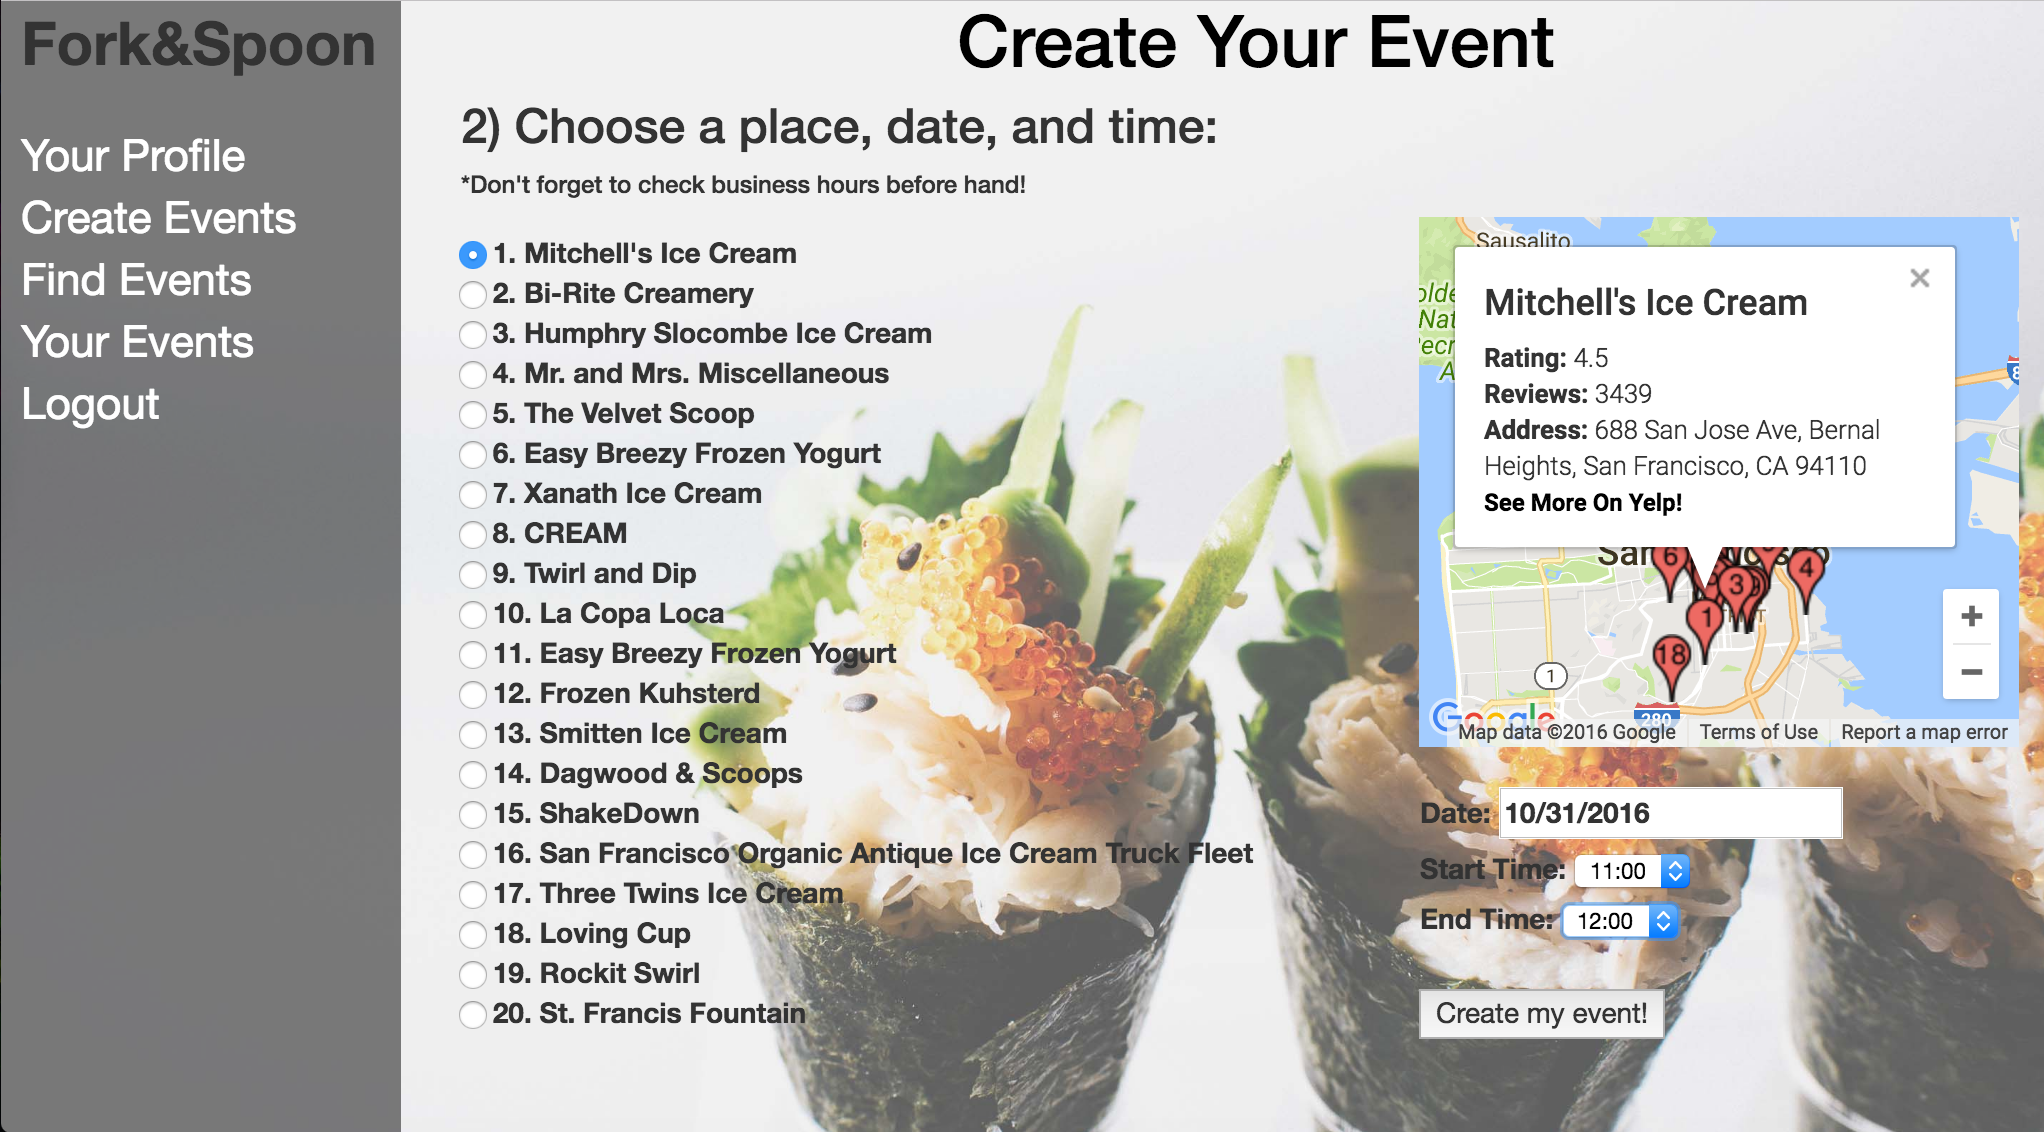 Fork&Spoon
Your Profile
Create Events
Find Events
Your Events
Logout
Create Your Event
2) Choose a place, date, and time:
*Don't forget to check business hours before hand!
1. Mitchell's Ice Cream
2. Bi-Rite Creamery
3. Humphry Slocombe Ice Cream
4. Mr. and Mrs. Miscellaneous
5. The Velvet Scoop
6. Easy Breezy Frozen Yogurt
7. Xanath Ice Cream
8. CREAM
9. Twirl and Dip
10. La Copa Loca
11. Easy Breezy Frozen Yogurt
12. Frozen Kuhsterd
13. Smitten Ice Cream
14. Dagwood & Scoops
15. ShakeDown
16. San Francisco Organic Antique Ice Cream Truck Fleet
17. Three Twins Ice Cream
18. Loving Cup
19. Rockit Swirl
20. St. Francis Fountain
Sausalito
Mitchell's Ice Cream
Rating: 4.5
Reviews: 3439
Address: 688 San Jose Ave, Bernal
Heights, San Francisco, CA 94110
See More On Yelp!
6
4
3
1
18
1
280
+
−
Google
Map data ©2016 Google
Terms of Use
Report a map error
Date: 10/31/2016
Start Time: 11:00
End Time: 12:00
Create my event!